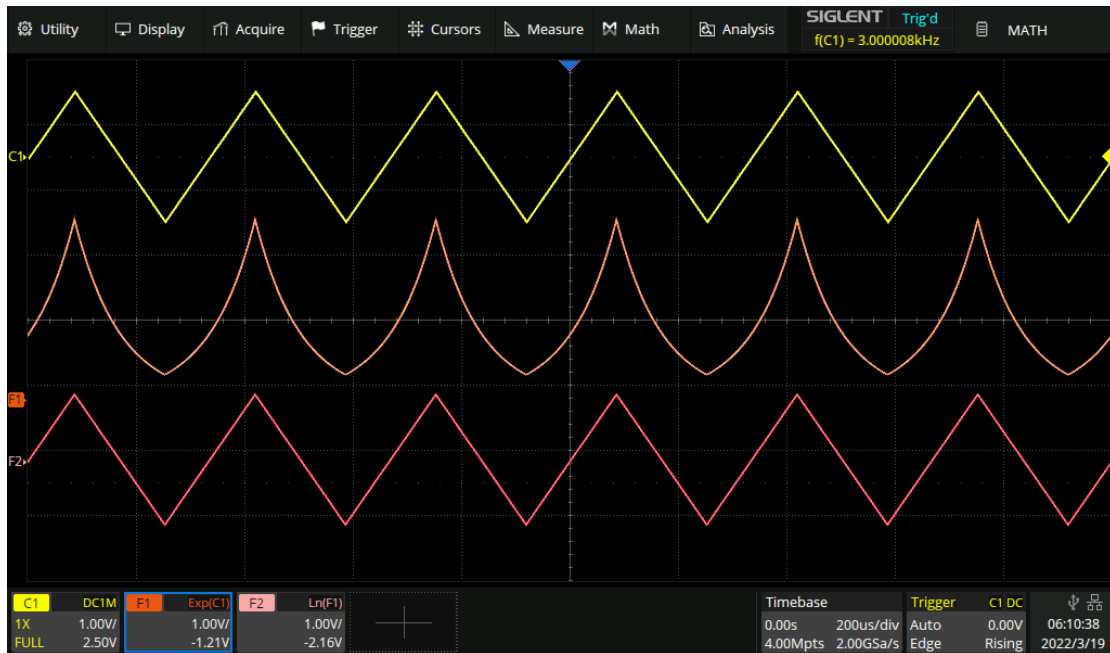 Utility Display Acquire Trigger Cursors Measure Math Analysis SIGLENT Trig'd MATH
f(C1) = 3.000008kHz
C1
F1
F2
C1 DC1M F1 Exp(C1) F2 Ln(F1) Timebase Trigger C1 DC
1X 1.00V/ 1.00V/ 1.00V/ 0.00s 200us/div Auto 0.00V 06:10:38
FULL 2.50V -1.21V -2.16V 4.00Mpts 2.00GSa/s Edge Rising 2022/3/19